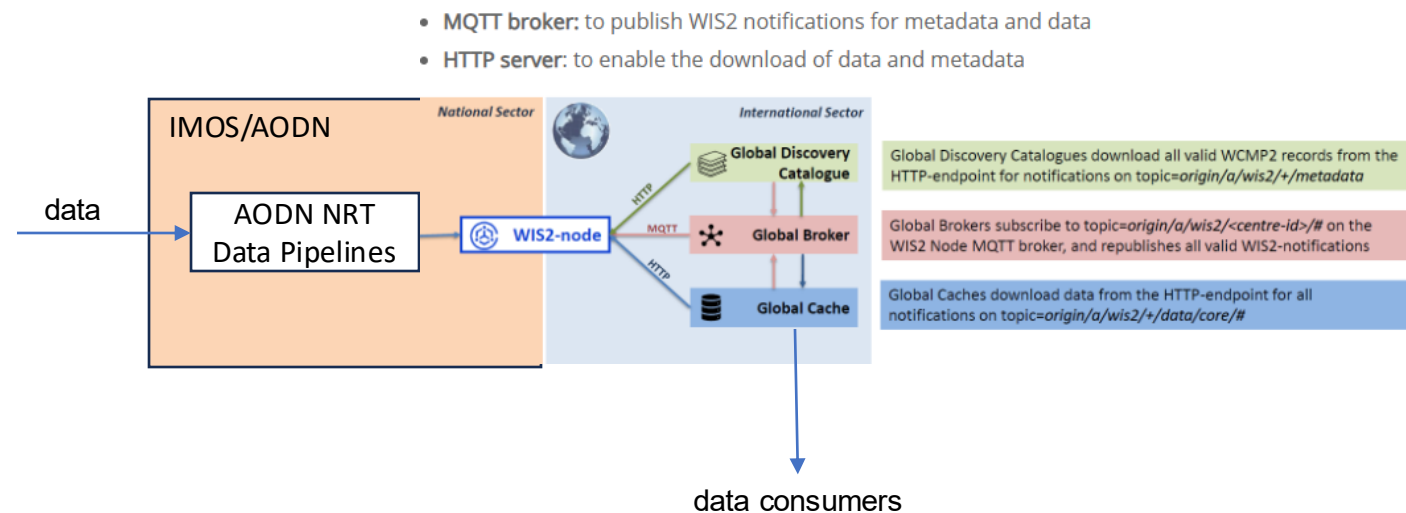 • MQTT broker: to publish WIS2 notifications for metadata and data
• HTTP server: to enable the download of data and metadata
National Sector
International Sector
IMOS/AODN
Global Discovery
Catalogue
Global Discovery Catalogues download all valid WCMP2 records from the
HTTP-endpoint for notifications on topic=origin/a/wis2/+/metadata
HTTP
data
AODN NRT
Data Pipelines
WIS2-node
MQTT
Global Broker
Global Brokers subscribe to topic=origin/a/wis2/<centre-id>/# on the
WIS2 Node MQTT broker, and republishes all valid WIS2-notifications
HTTP
Global Cache
Global Caches download data from the HTTP-endpoint for all
notifications on topic=origin/a/wis2/+/data/core/#
data consumers